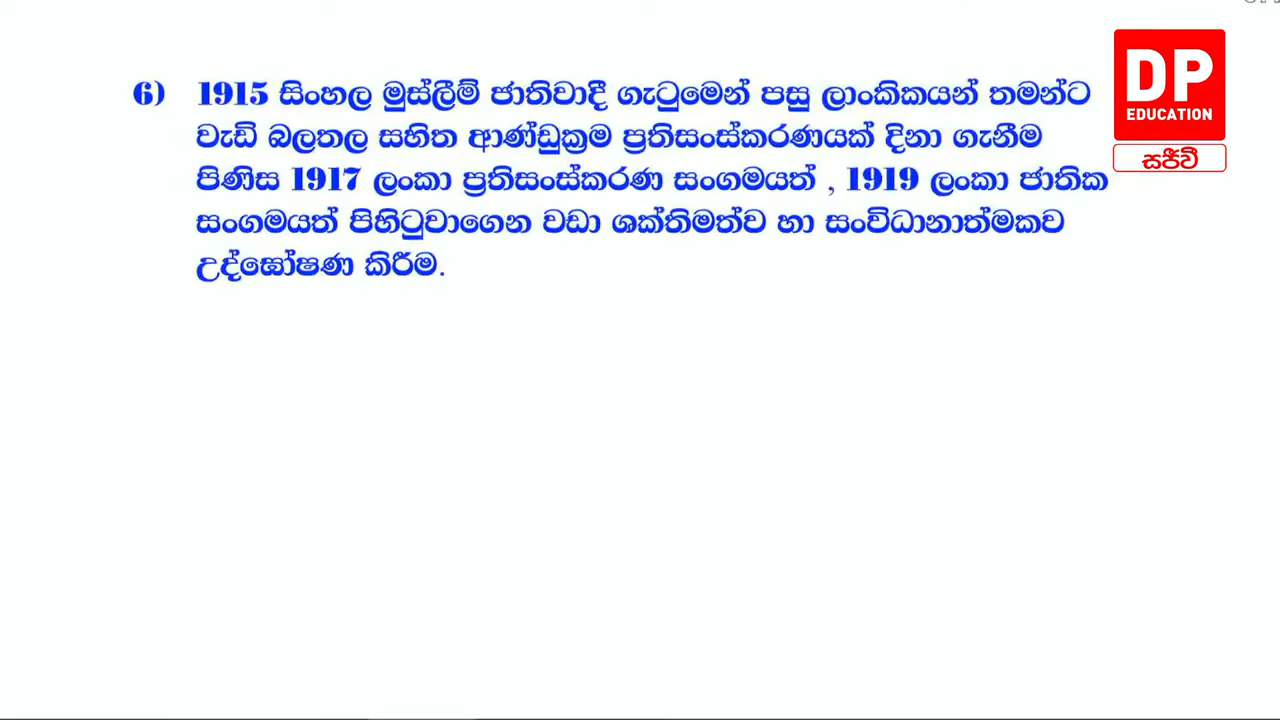 6) 1915 සිංහල මුස්ලීම් ජාතිවාදී ගැටුමෙන් පසු ලාංකිකයන් තමන්ට
වැඩි බලතල සහිත ආණ්ඩුක්‍රම ප්‍රතිසංස්කරණයක් දිනා ගැනීම
පිණිස 1917 ලංකා ප්‍රතිසංස්කරණ සංගමයත් , 1919 ලංකා ජාතික
සංගමයත් පිහිටුවාගෙන වඩා ශක්තිමත්ව හා සංවිධානාත්මකව
උද්ඝෝෂණ කිරීම.
DP
EDUCATION
සජීවී